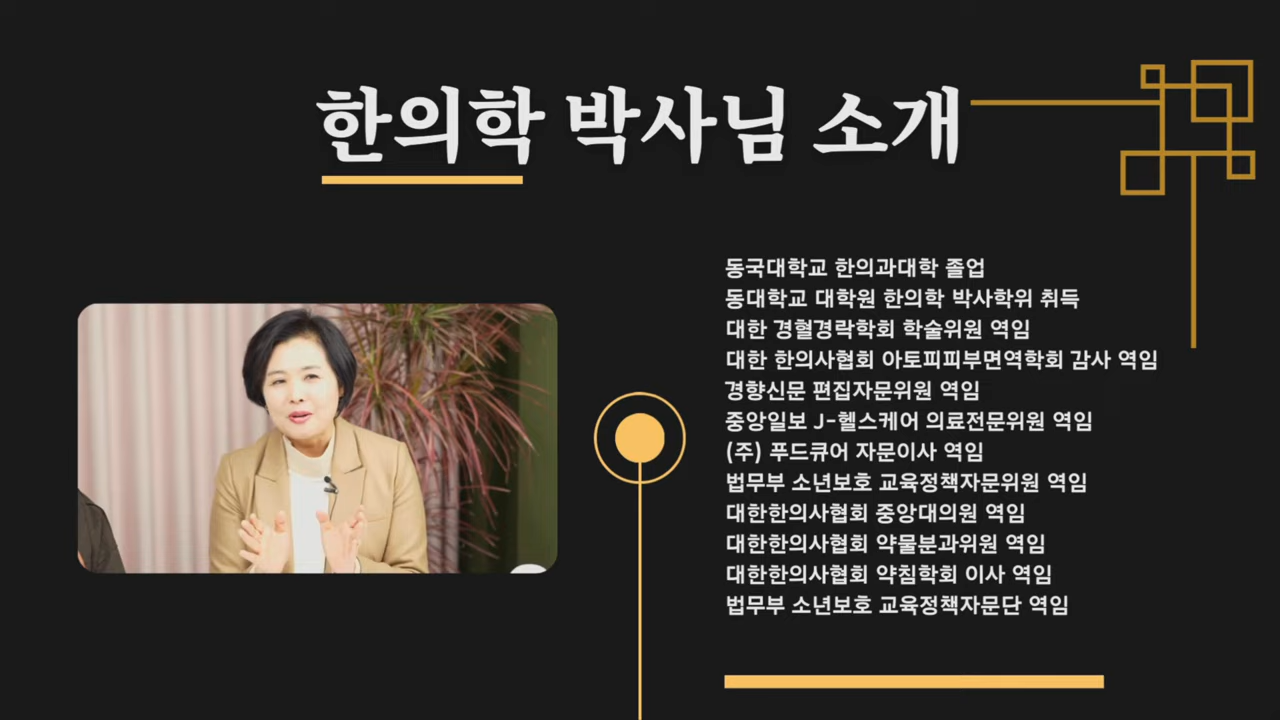 한의학 박사님 소개
동국대학교 한의과대학 졸업
동대학교 대학원 한의학 박사학위 취득
대한 경혈경락학회 학술위원 역임
대한 한의사협회 아토피피부면역학회 감사 역임
경향신문 편집자문위원 역임
중앙일보 J-헬스케어 의료전문위원 역임
(주) 푸드큐어 자문이사 역임
법무부 소년보호 교육정책자문위원 역임
대한한의사협회 중앙대의원 역임
대한한의사협회 약물분과위원 역임
대한한의사협회 약침학회 이사 역임
법무부 소년보호 교육정책자문단 역임